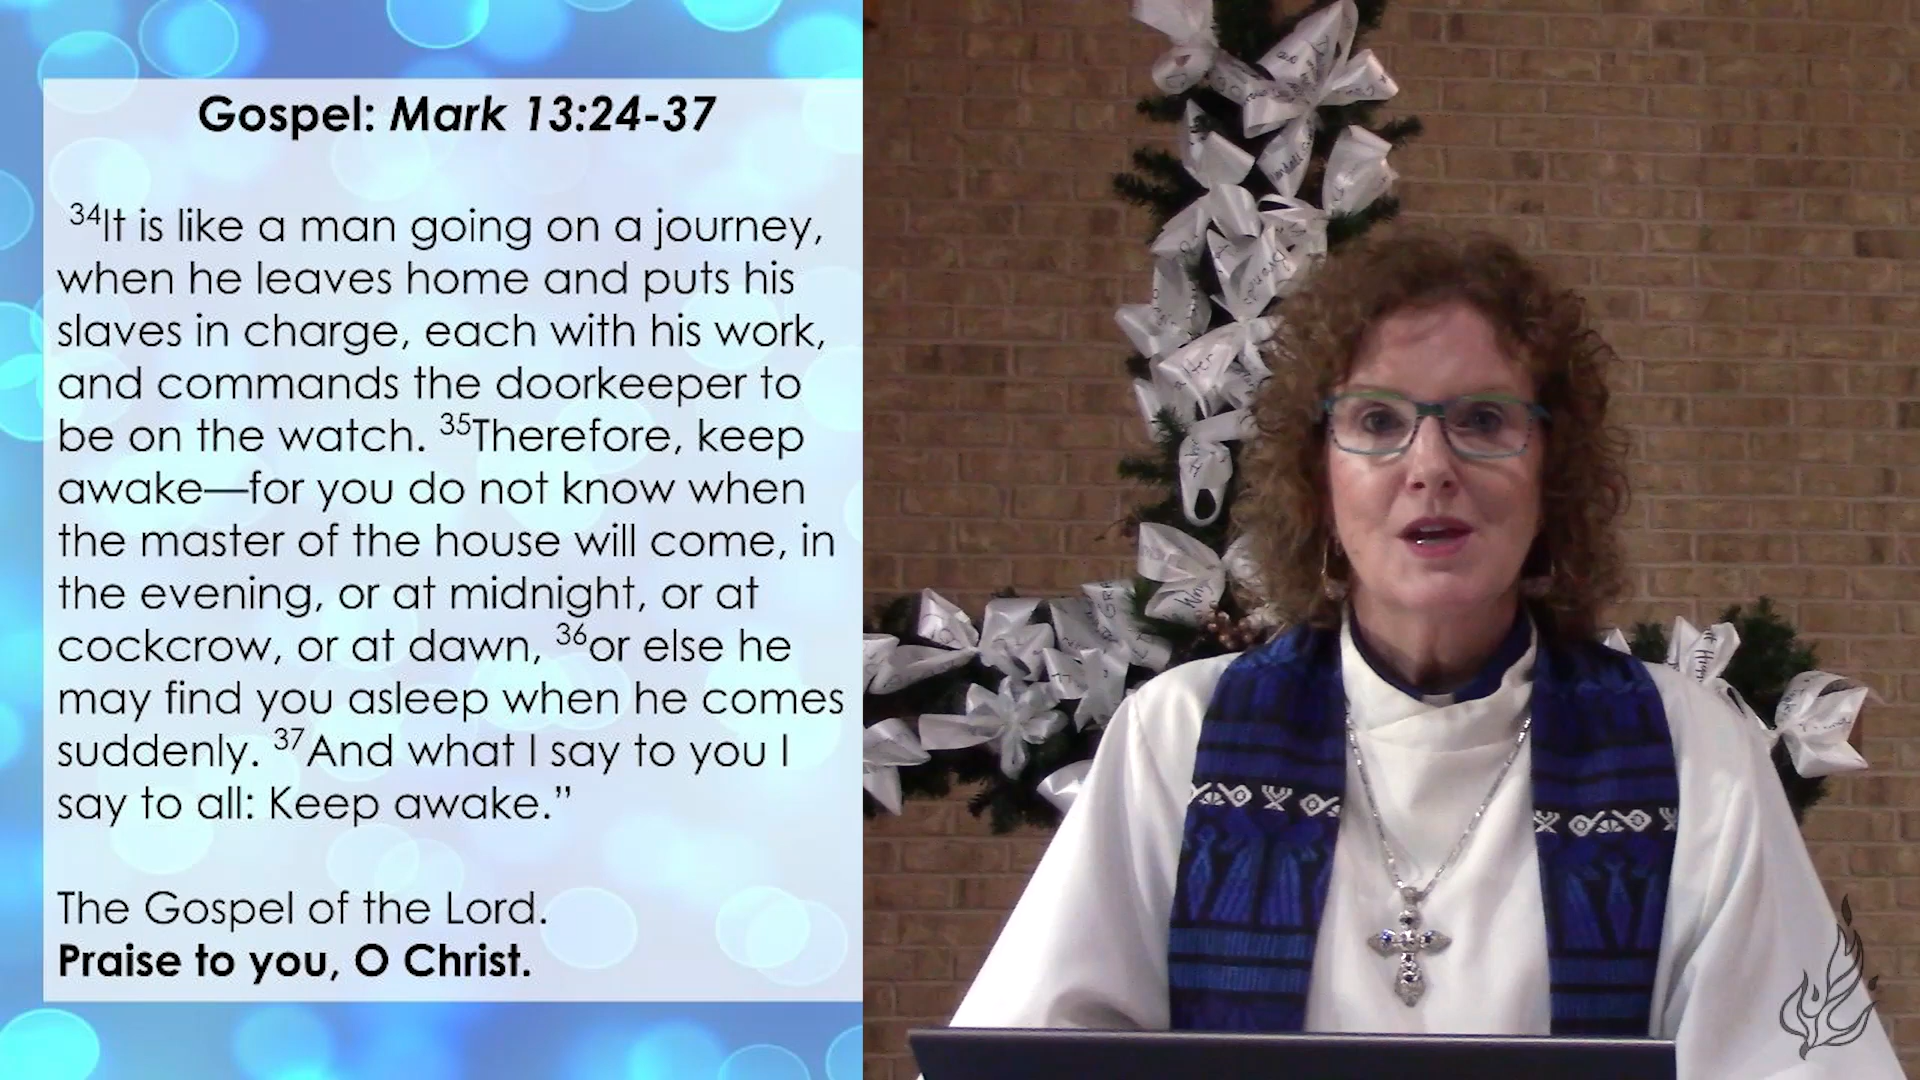 Gospel: Mark 13:24-37
34It is like a man going on a journey,
when he leaves home and puts his
slaves in charge, each with his work,
and commands the doorkeeper to
be on the watch. 35Therefore, keep
awake—for you do not know when
the master of the house will come, in
the evening, or at midnight, or at
cockcrow, or at dawn, 36or else he
may find you asleep when he comes
suddenly. 37And what I say to you I
say to all: Keep awake.”
The Gospel of the Lord.
Praise to you, O Christ.